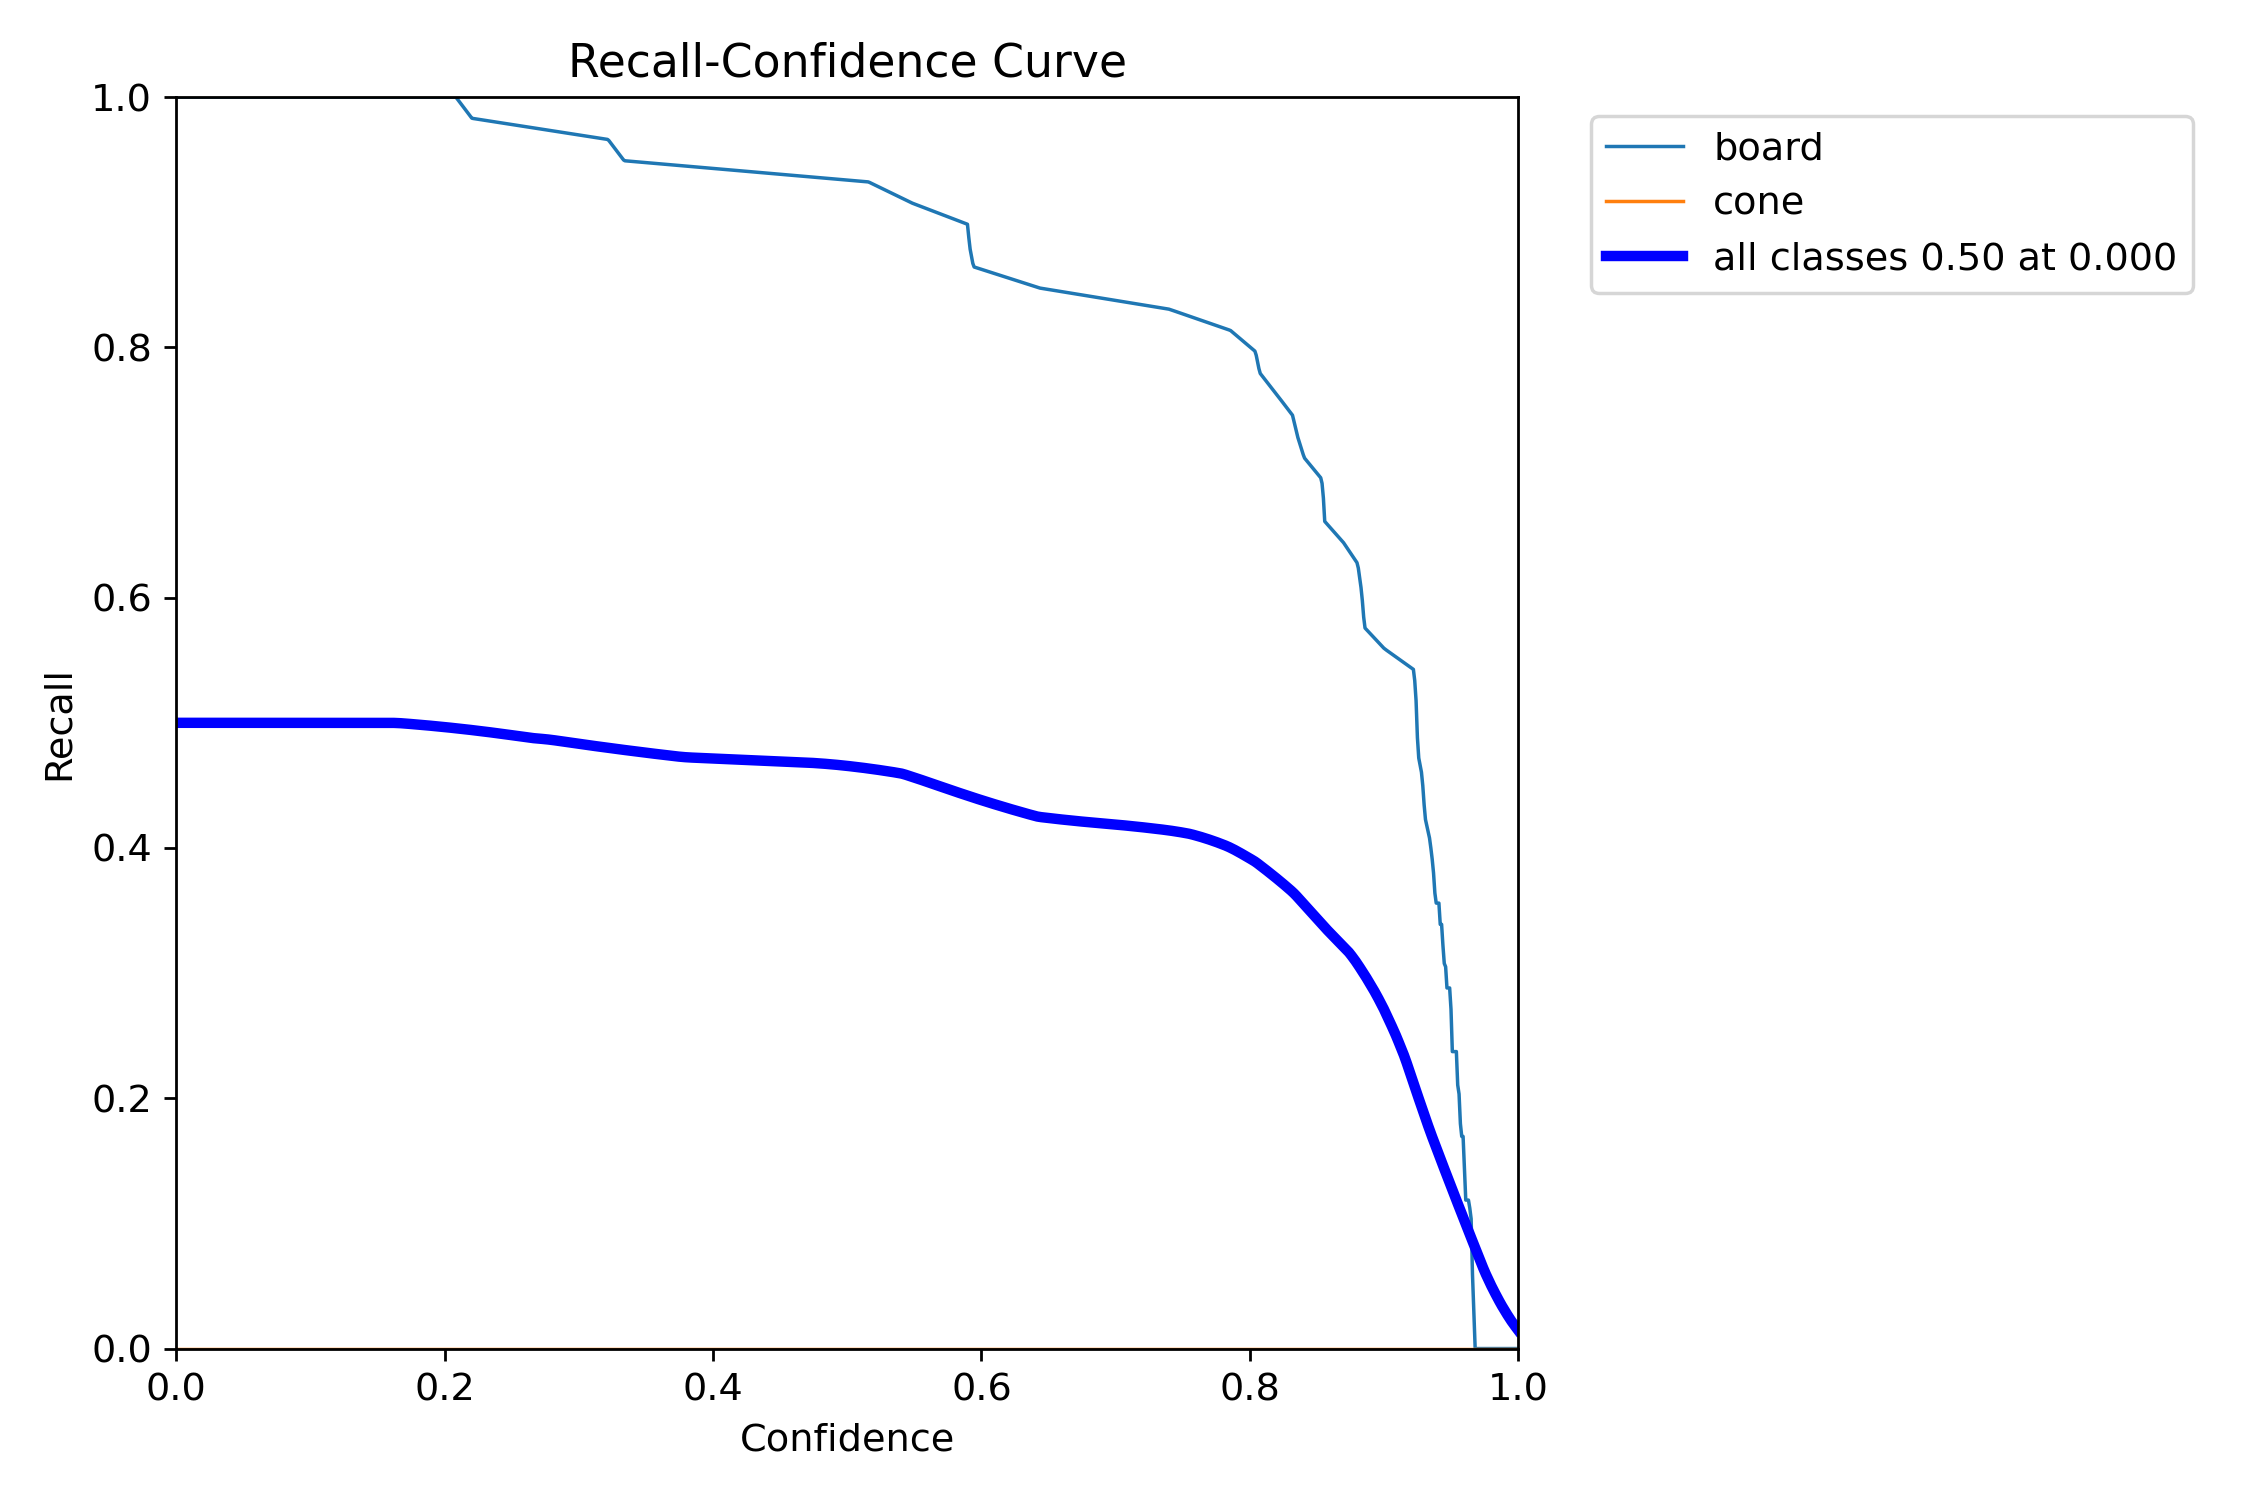 Recall-Confidence Curve
board
cone
all classes 0.50 at 0.000
1.0
0.8
0.6
0.4
0.2
0.0
Recall
0.0 0.2 0.4 0.6 0.8 1.0
Confidence